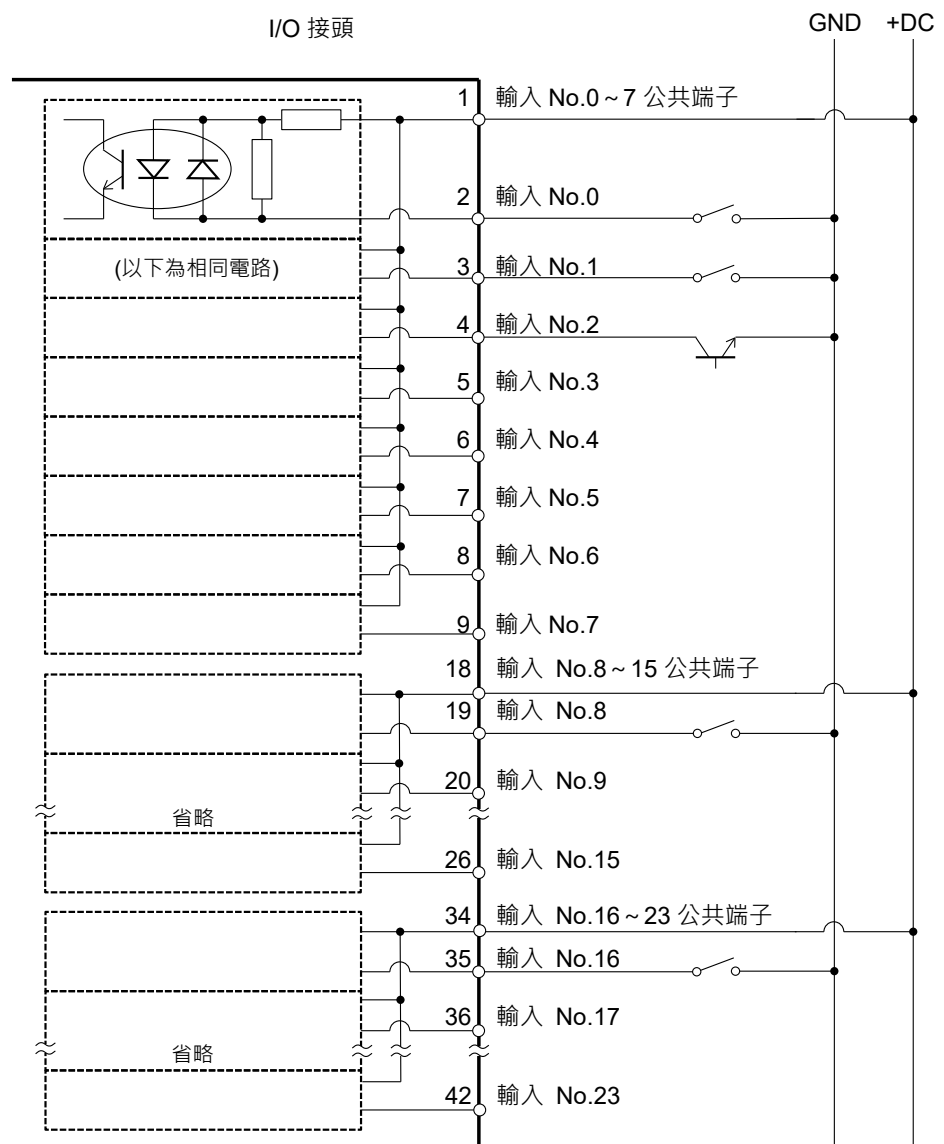 I/O 接頭
GND +DC
1 輸入 No.0~7 公共端子
2 輸入 No.0
(以下為相同電路)
3 輸入 No.1
4 輸入 No.2
5 輸入 No.3
6 輸入 No.4
7 輸入 No.5
8 輸入 No.6
9 輸入 No.7
18 輸入 No.8~15 公共端子
19 輸入 No.8
20 輸入 No.9
省略
26 輸入 No.15
34 輸入 No.16~23 公共端子
35 輸入 No.16
36 輸入 No.17
省略
42 輸入 No.23